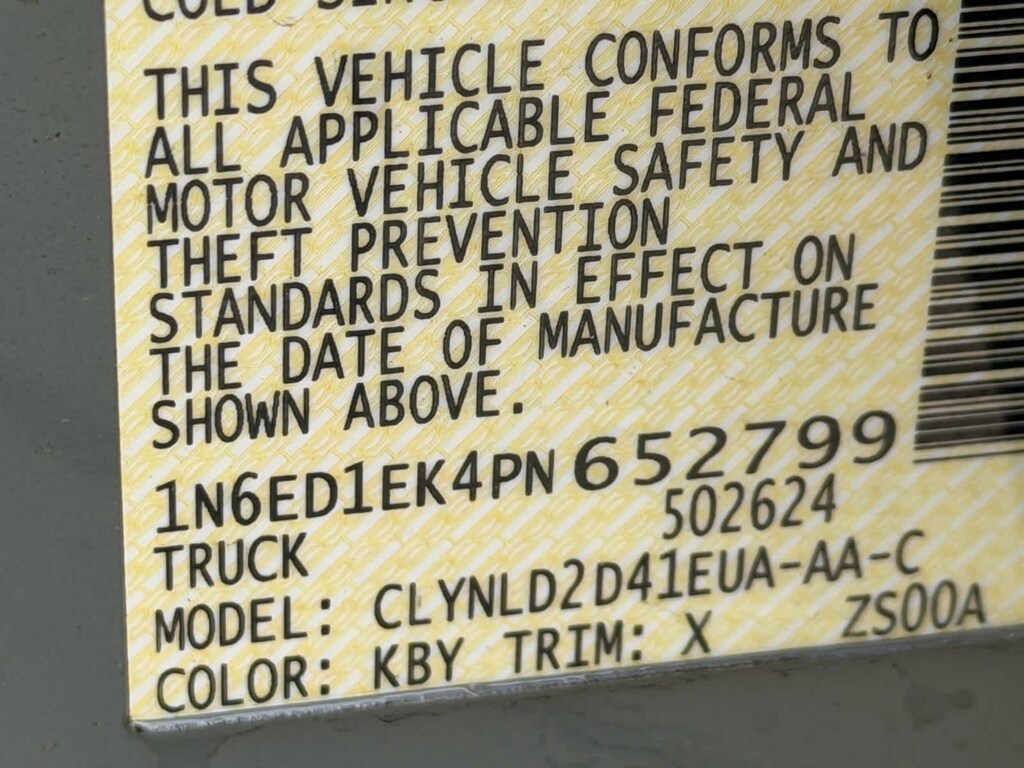 THIS VEHICLE CONFORMS TO
ALL APPLICABLE FEDERAL
MOTOR VEHICLE SAFETY AND
THEFT PREVENTION
STANDARDS IN EFFECT ON
THE DATE OF MANUFACTURE
SHOWN ABOVE.
1N6ED1EK4PN652799
TRUCK 502624
MODEL: CLYNLD2D41EUA-AA-C
COLOR: KBY TRIM: X ZS00A